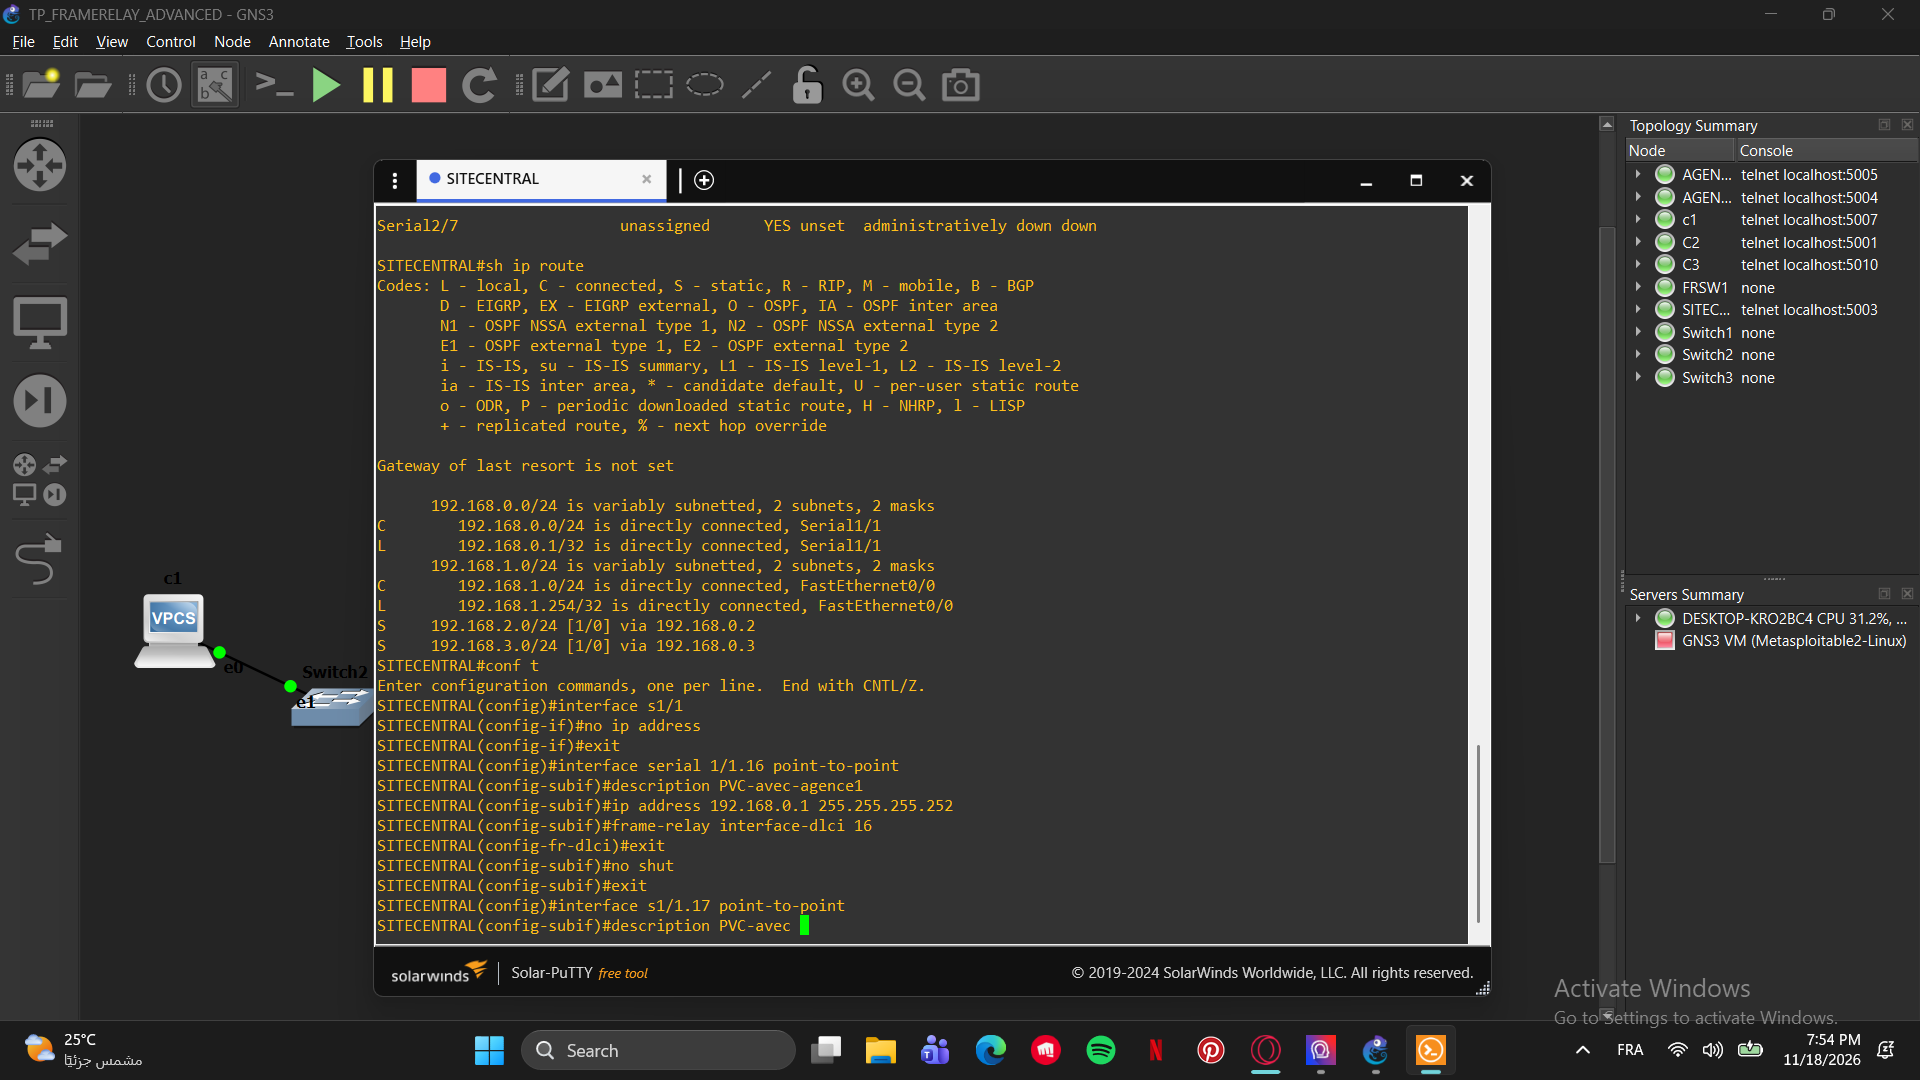 TP_FRAMERELAY_ADVANCED - GNS3
File Edit View Control Node Annotate Tools Help
SITECENTRAL
Serial2/7 unassigned YES unset administratively down down
SITECENTRAL#sh ip route
Codes: L - local, C - connected, S - static, R - RIP, M - mobile, B - BGP
D - EIGRP, EX - EIGRP external, O - OSPF, IA - OSPF inter area
N1 - OSPF NSSA external type 1, N2 - OSPF NSSA external type 2
E1 - OSPF external type 1, E2 - OSPF external type 2
i - IS-IS, su - IS-IS summary, L1 - IS-IS level-1, L2 - IS-IS level-2
ia - IS-IS inter area, * - candidate default, U - per-user static route
o - ODR, P - periodic downloaded static route, H - NHRP, l - LISP
+ - replicated route, % - next hop override
Gateway of last resort is not set
192.168.0.0/24 is variably subnetted, 2 subnets, 2 masks
C 192.168.0.0/24 is directly connected, Serial1/1
L 192.168.0.1/32 is directly connected, Serial1/1
192.168.1.0/24 is variably subnetted, 2 subnets, 2 masks
C 192.168.1.0/24 is directly connected, FastEthernet0/0
L 192.168.1.254/32 is directly connected, FastEthernet0/0
S 192.168.2.0/24 [1/0] via 192.168.0.2
S 192.168.3.0/24 [1/0] via 192.168.0.3
SITECENTRAL#conf t
Enter configuration commands, one per line. End with CNTL/Z.
SITECENTRAL(config)#interface s1/1
SITECENTRAL(config-if)#no ip address
SITECENTRAL(config-if)#exit
SITECENTRAL(config)#interface serial 1/1.16 point-to-point
SITECENTRAL(config-subif)#description PVC-avec-agence1
SITECENTRAL(config-subif)#ip address 192.168.0.1 255.255.255.252
SITECENTRAL(config-subif)#frame-relay interface-dlci 16
SITECENTRAL(config-fr-dlci)#exit
SITECENTRAL(config-subif)#no shut
SITECENTRAL(config-subif)#exit
SITECENTRAL(config)#interface s1/1.17 point-to-point
SITECENTRAL(config-subif)#description PVC-avec
solarwinds Solar-PuTTY free tool © 2019-2024 SolarWinds Worldwide, LLC. All rights reserved.
c1
VPCS
e0
Switch2
e1
Topology Summary
Node Console
AGEN... telnet localhost:5005
AGEN... telnet localhost:5004
c1 telnet localhost:5007
C2 telnet localhost:5001
C3 telnet localhost:5010
FRSW1 none
SITEC... telnet localhost:5003
Switch1 none
Switch2 none
Switch3 none
Servers Summary
DESKTOP-KRO2BC4 CPU 31.2%, ...
GNS3 VM (Metasploitable2-Linux)
Activate Windows
Go to Settings to activate Windows.
25°C
مشمس جزئيًا
Search
FRA
7:54 PM
11/18/2026